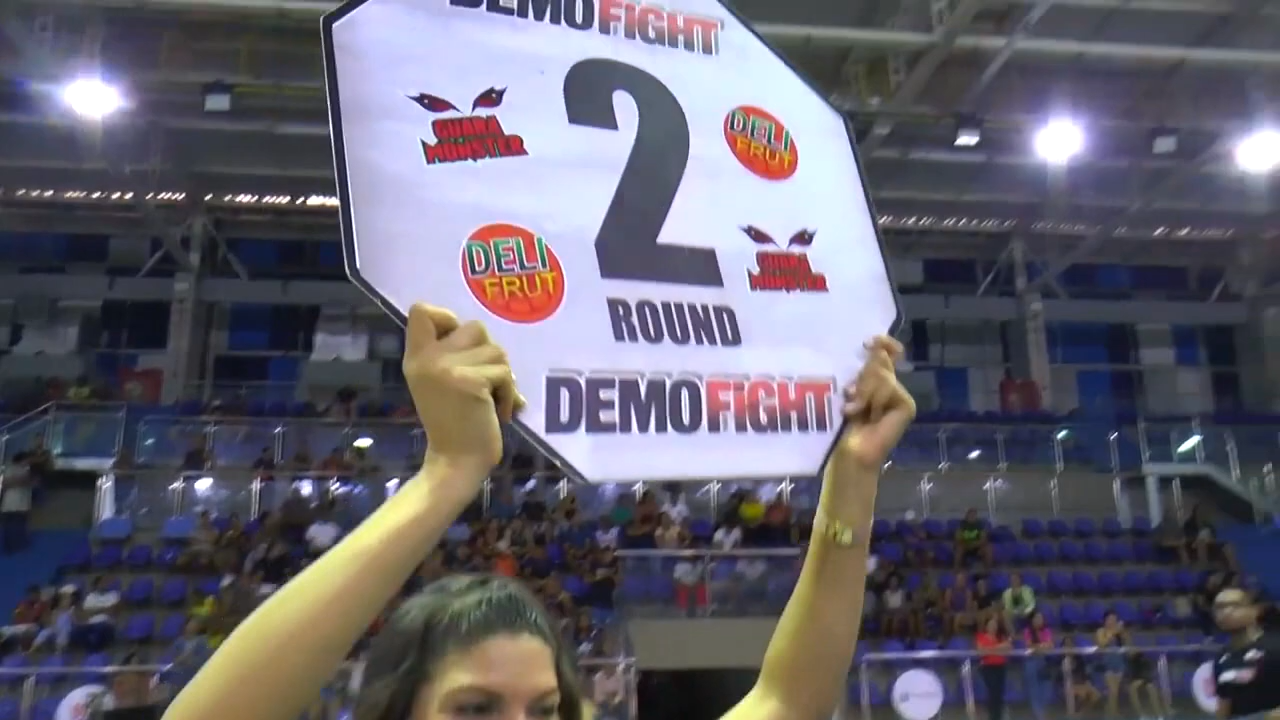 DEMOFIGHT
2
GUARA
MONSTER
DELI
FRUT
DELI
FRUT
GUARA
MONSTER
ROUND
DEMOFIGHT